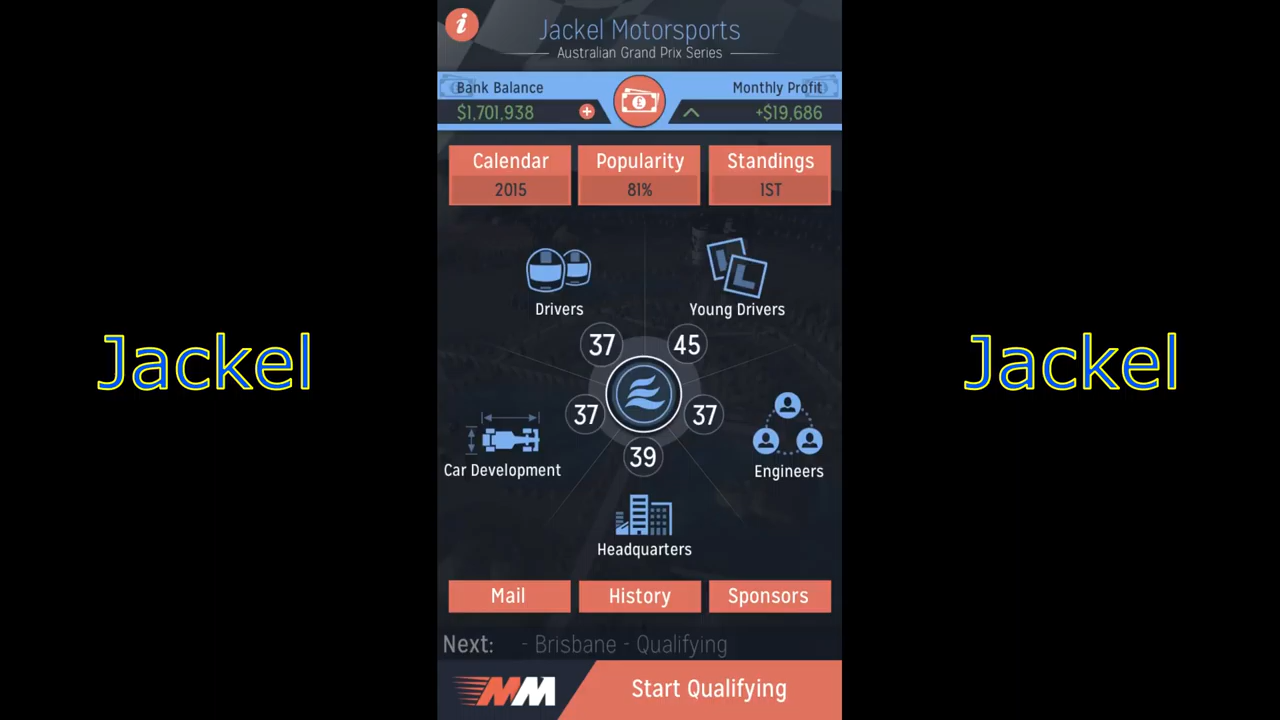 i
Jackel Motorsports
Australian Grand Prix Series
Bank Balance
Monthly Profit
$1,701,938
+$19,686
Calendar
Popularity
Standings
2015
81%
1ST
Drivers
Young Drivers
37
45
Jackel
Jackel
37
37
39
Car Development
Engineers
Headquarters
Mail
History
Sponsors
Next: - Brisbane - Qualifying
MM
Start Qualifying